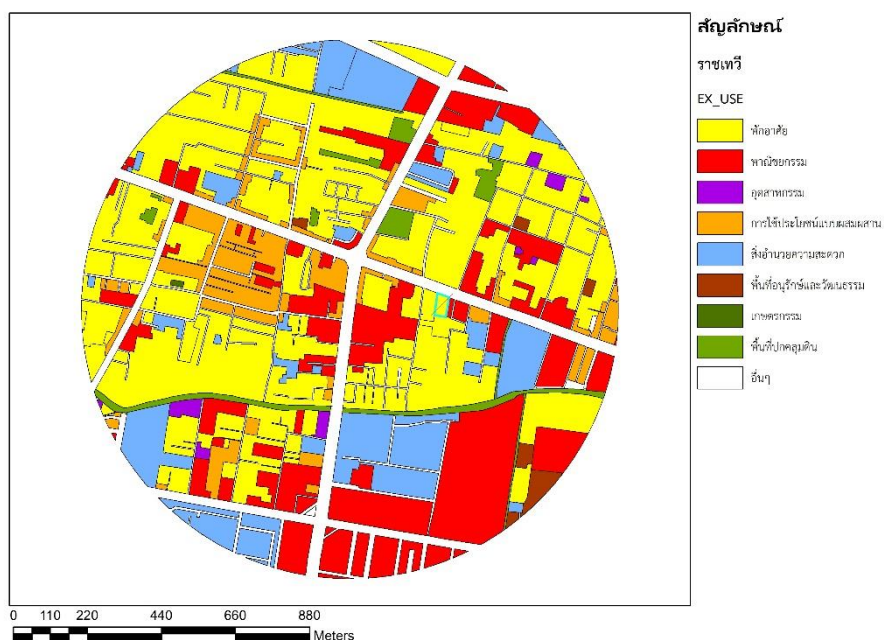 สัญลักษณ์
ราชเทวี
EX_USE
พักอาศัย
พาณิชยกรรม
อุตสาหกรรม
การใช้ประโยชน์แบบผสมผสาน
สิ่งอำนวยความสะดวก
พื้นที่อนุรักษ์และวัฒนธรรม
เกษตรกรรม
พื้นที่ปกคลุมดิน
อื่นๆ
0 110 220 440 660 880
Meters